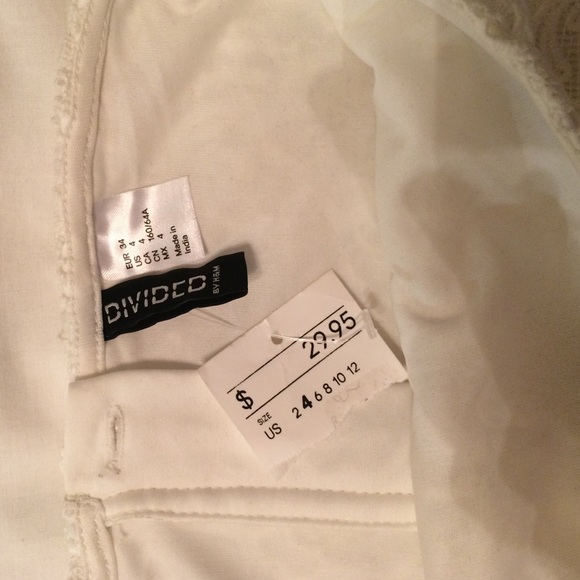 EUR 34
US 4
CA 4
CN 160/64A
MX 4
Made in
India
DIVIDED
BY H&M
$ 29.95
SIZE
US 2 4 6 8 10 12